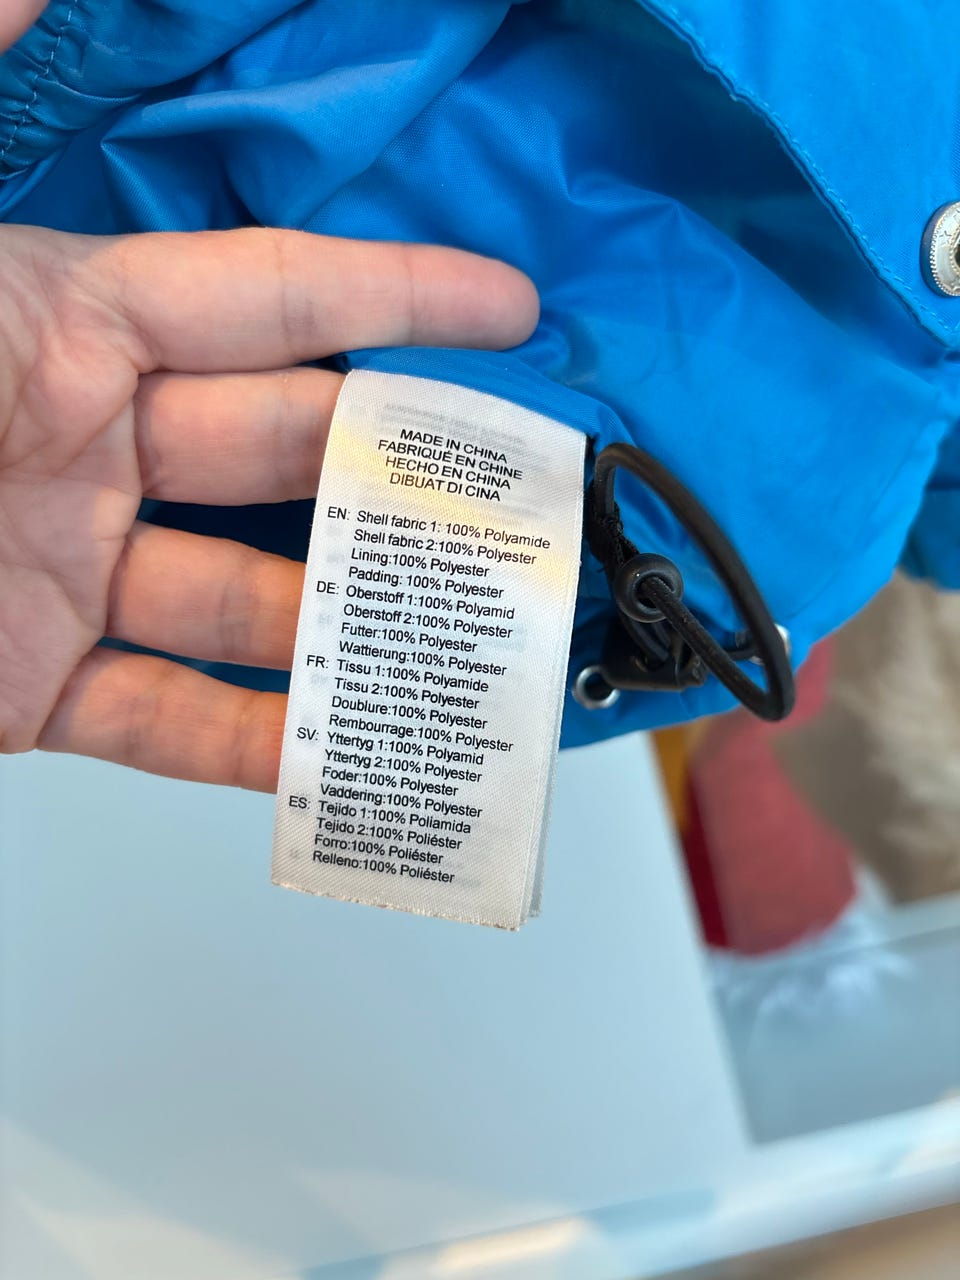 MADE IN CHINA
FABRIQUÉ EN CHINE
HECHO EN CHINA
DIBUAT DI CINA
EN: Shell fabric 1: 100% Polyamide
Shell fabric 2:100% Polyester
Lining:100% Polyester
Padding: 100% Polyester
DE: Oberstoff 1:100% Polyamid
Oberstoff 2:100% Polyester
Futter:100% Polyester
Wattierung:100% Polyester
FR: Tissu 1:100% Polyamide
Tissu 2:100% Polyester
Doublure:100% Polyester
Rembourrage:100% Polyester
SV: Yttertyg 1:100% Polyamid
Yttertyg 2:100% Polyester
Foder:100% Polyester
Vaddering:100% Polyester
ES: Tejido 1:100% Poliamida
Tejido 2:100% Poliéster
Forro:100% Poliéster
Relleno:100% Poliéster